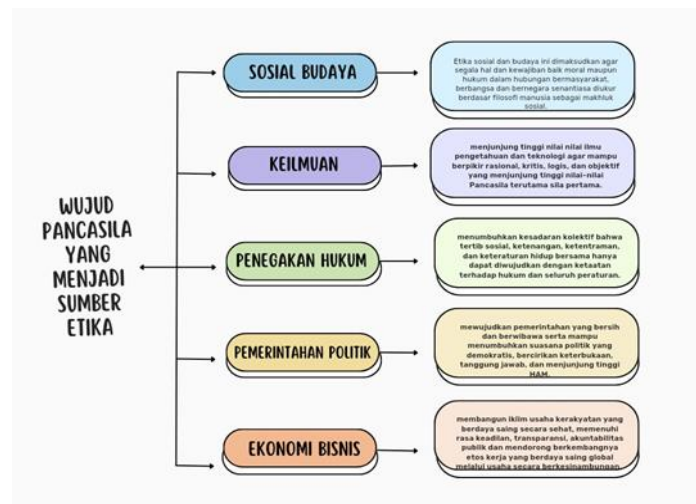 WUJUD
PANCASILA
YANG
MENJADI
SUMBER
ETIKA
SOSIAL BUDAYA
Etika sosial dan budaya ini dimaksudkan agar
segala hal dan kewajiban baik moral maupun
hukum dalam hubungan bermasyarakat,
berbangsa dan bernegara senantiasa diukur
berdasar filosofi manusia sebagai makhluk
sosial.
KEILMUAN
menjunjung tinggi nilai nilai ilmu
pengetahuan dan teknologi agar mampu
berpikir rasional, kritis, logis, dan objektif
yang menjunjung tinggi nilai-nilai
Pancasila terutama sila pertama.
PENEGAKAN HUKUM
menumbuhkan kesadaran kolektif bahwa
tertib sosial, ketenangan, ketentraman,
dan keteraturan hidup bersama hanya
dapat diwujudkan dengan ketaatan
terhadap hukum dan seluruh peraturan.
PEMERINTAHAN POLITIK
mewujudkan pemerintahan yang bersih
dan berwibawa serta mampu
menumbuhkan suasana politik yang
demokratis, bercirikan keterbukaan,
tanggung jawab, dan menjunjung tinggi
HAM.
EKONOMI BISNIS
membangun iklim usaha kerakyatan yang
berdaya saing secara sehat, memenuhi
rasa keadilan, transparansi, akuntabilitas
publik dan mendorong berkembangnya
etos kerja yang berdaya saing global
melalui usaha secara berkesinambungan.